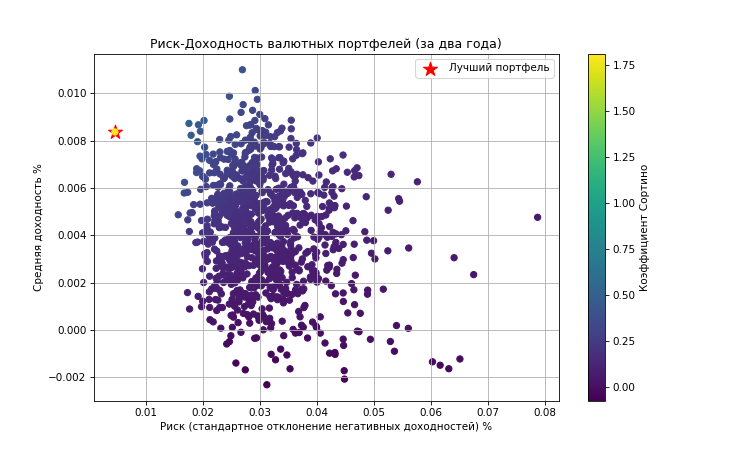 Риск-Доходность валютных портфелей (за два года)
Лучший портфель
Средняя доходность %
0.010
0.008
0.006
0.004
0.002
0.000
−0.002
0.01 0.02 0.03 0.04 0.05 0.06 0.07 0.08
Риск (стандартное отклонение негативных доходностей) %
1.75
1.50
1.25
1.00
0.75
0.50
0.25
0.00
Коэффициент Сортино